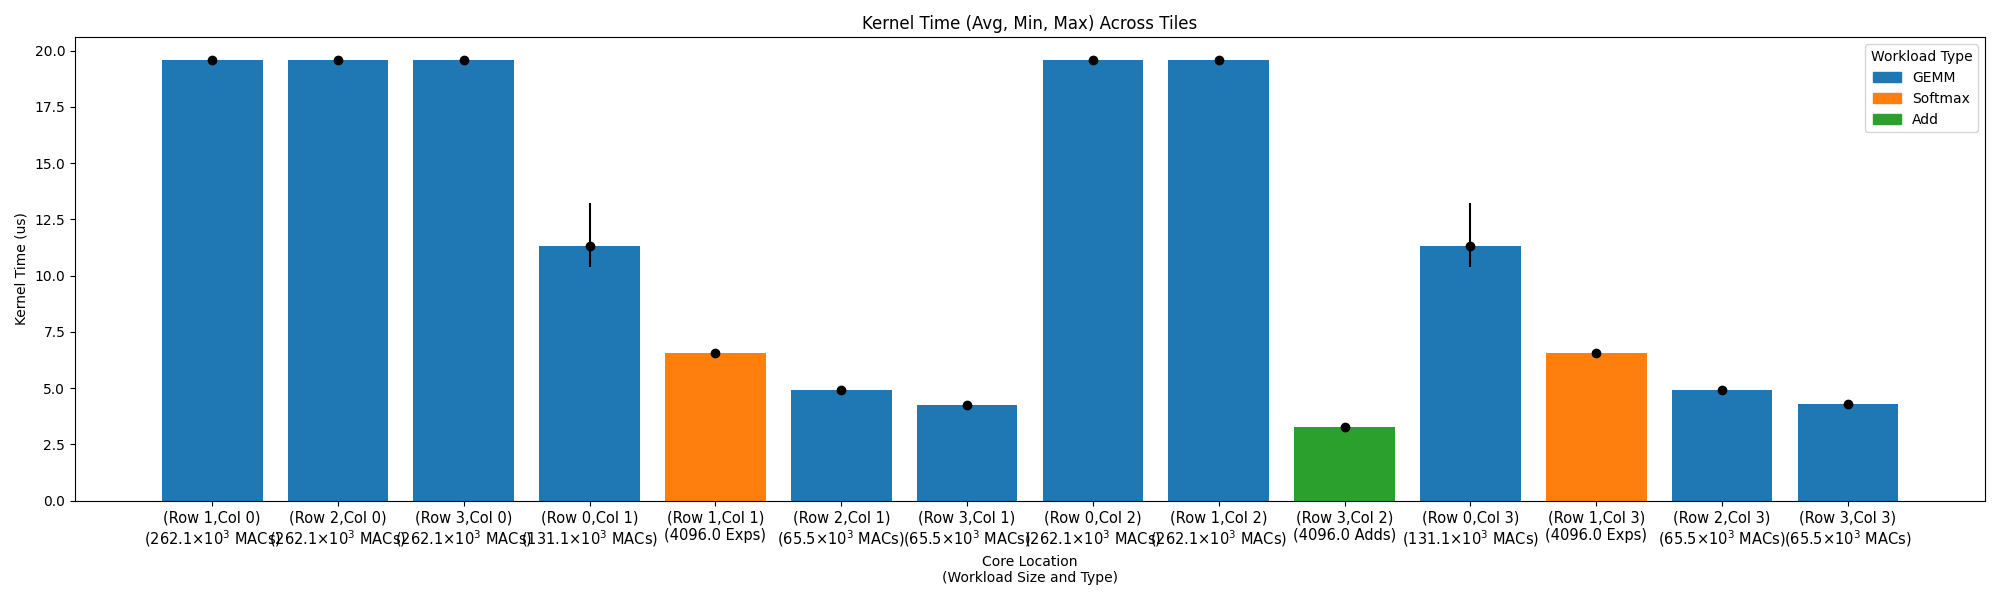 Kernel Time (Avg, Min, Max) Across Tiles
Workload Type
GEMM
Softmax
Add
Kernel Time (us)
20.0
17.5
15.0
12.5
10.0
7.5
5.0
2.5
0.0
(Row 1,Col 0)
(262.1×10³ MACs)
(Row 2,Col 0)
(262.1×10³ MACs)
(Row 3,Col 0)
(262.1×10³ MACs)
(Row 0,Col 1)
(131.1×10³ MACs)
(Row 1,Col 1)
(4096.0 Exps)
(Row 2,Col 1)
(65.5×10³ MACs)
(Row 3,Col 1)
(65.5×10³ MACs)
(Row 0,Col 2)
(262.1×10³ MACs)
(Row 1,Col 2)
(262.1×10³ MACs)
(Row 3,Col 2)
(4096.0 Adds)
(Row 0,Col 3)
(131.1×10³ MACs)
(Row 1,Col 3)
(4096.0 Exps)
(Row 2,Col 3)
(65.5×10³ MACs)
(Row 3,Col 3)
(65.5×10³ MACs)
Core Location
(Workload Size and Type)